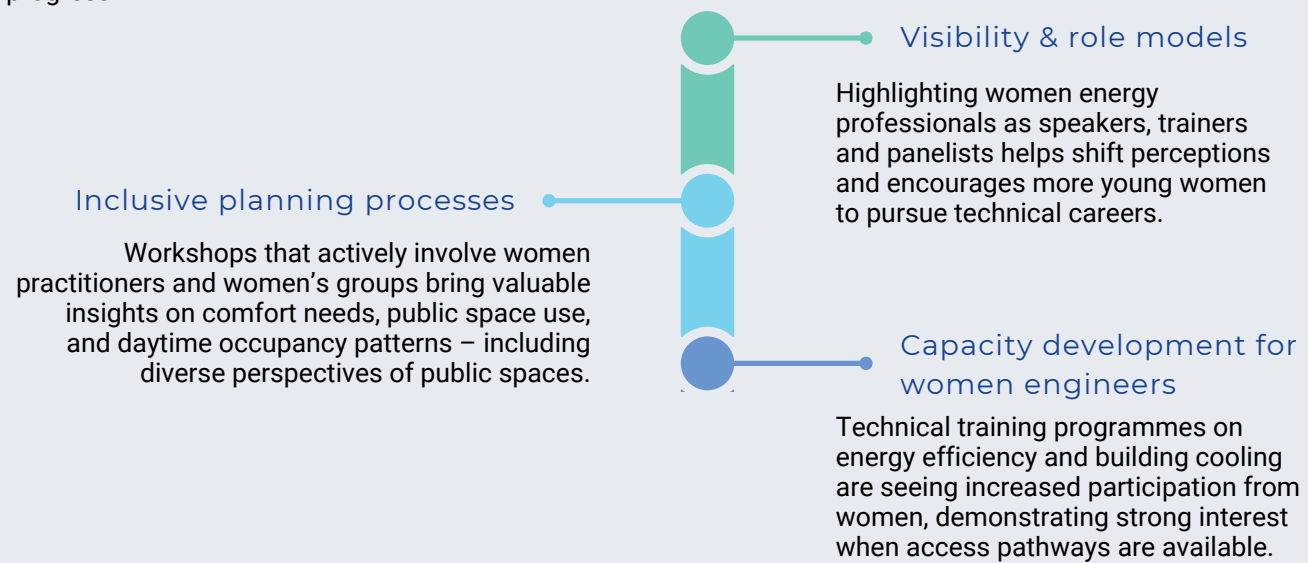 Visibility & role models
Highlighting women energy
professionals as speakers, trainers
and panelists helps shift perceptions
and encourages more young women
to pursue technical careers.
Inclusive planning processes
Workshops that actively involve women
practitioners and women’s groups bring valuable
insights on comfort needs, public space use,
and daytime occupancy patterns – including
diverse perspectives of public spaces.
Capacity development for
women engineers
Technical training programmes on
energy efficiency and building cooling
are seeing increased participation from
women, demonstrating strong interest
when access pathways are available.